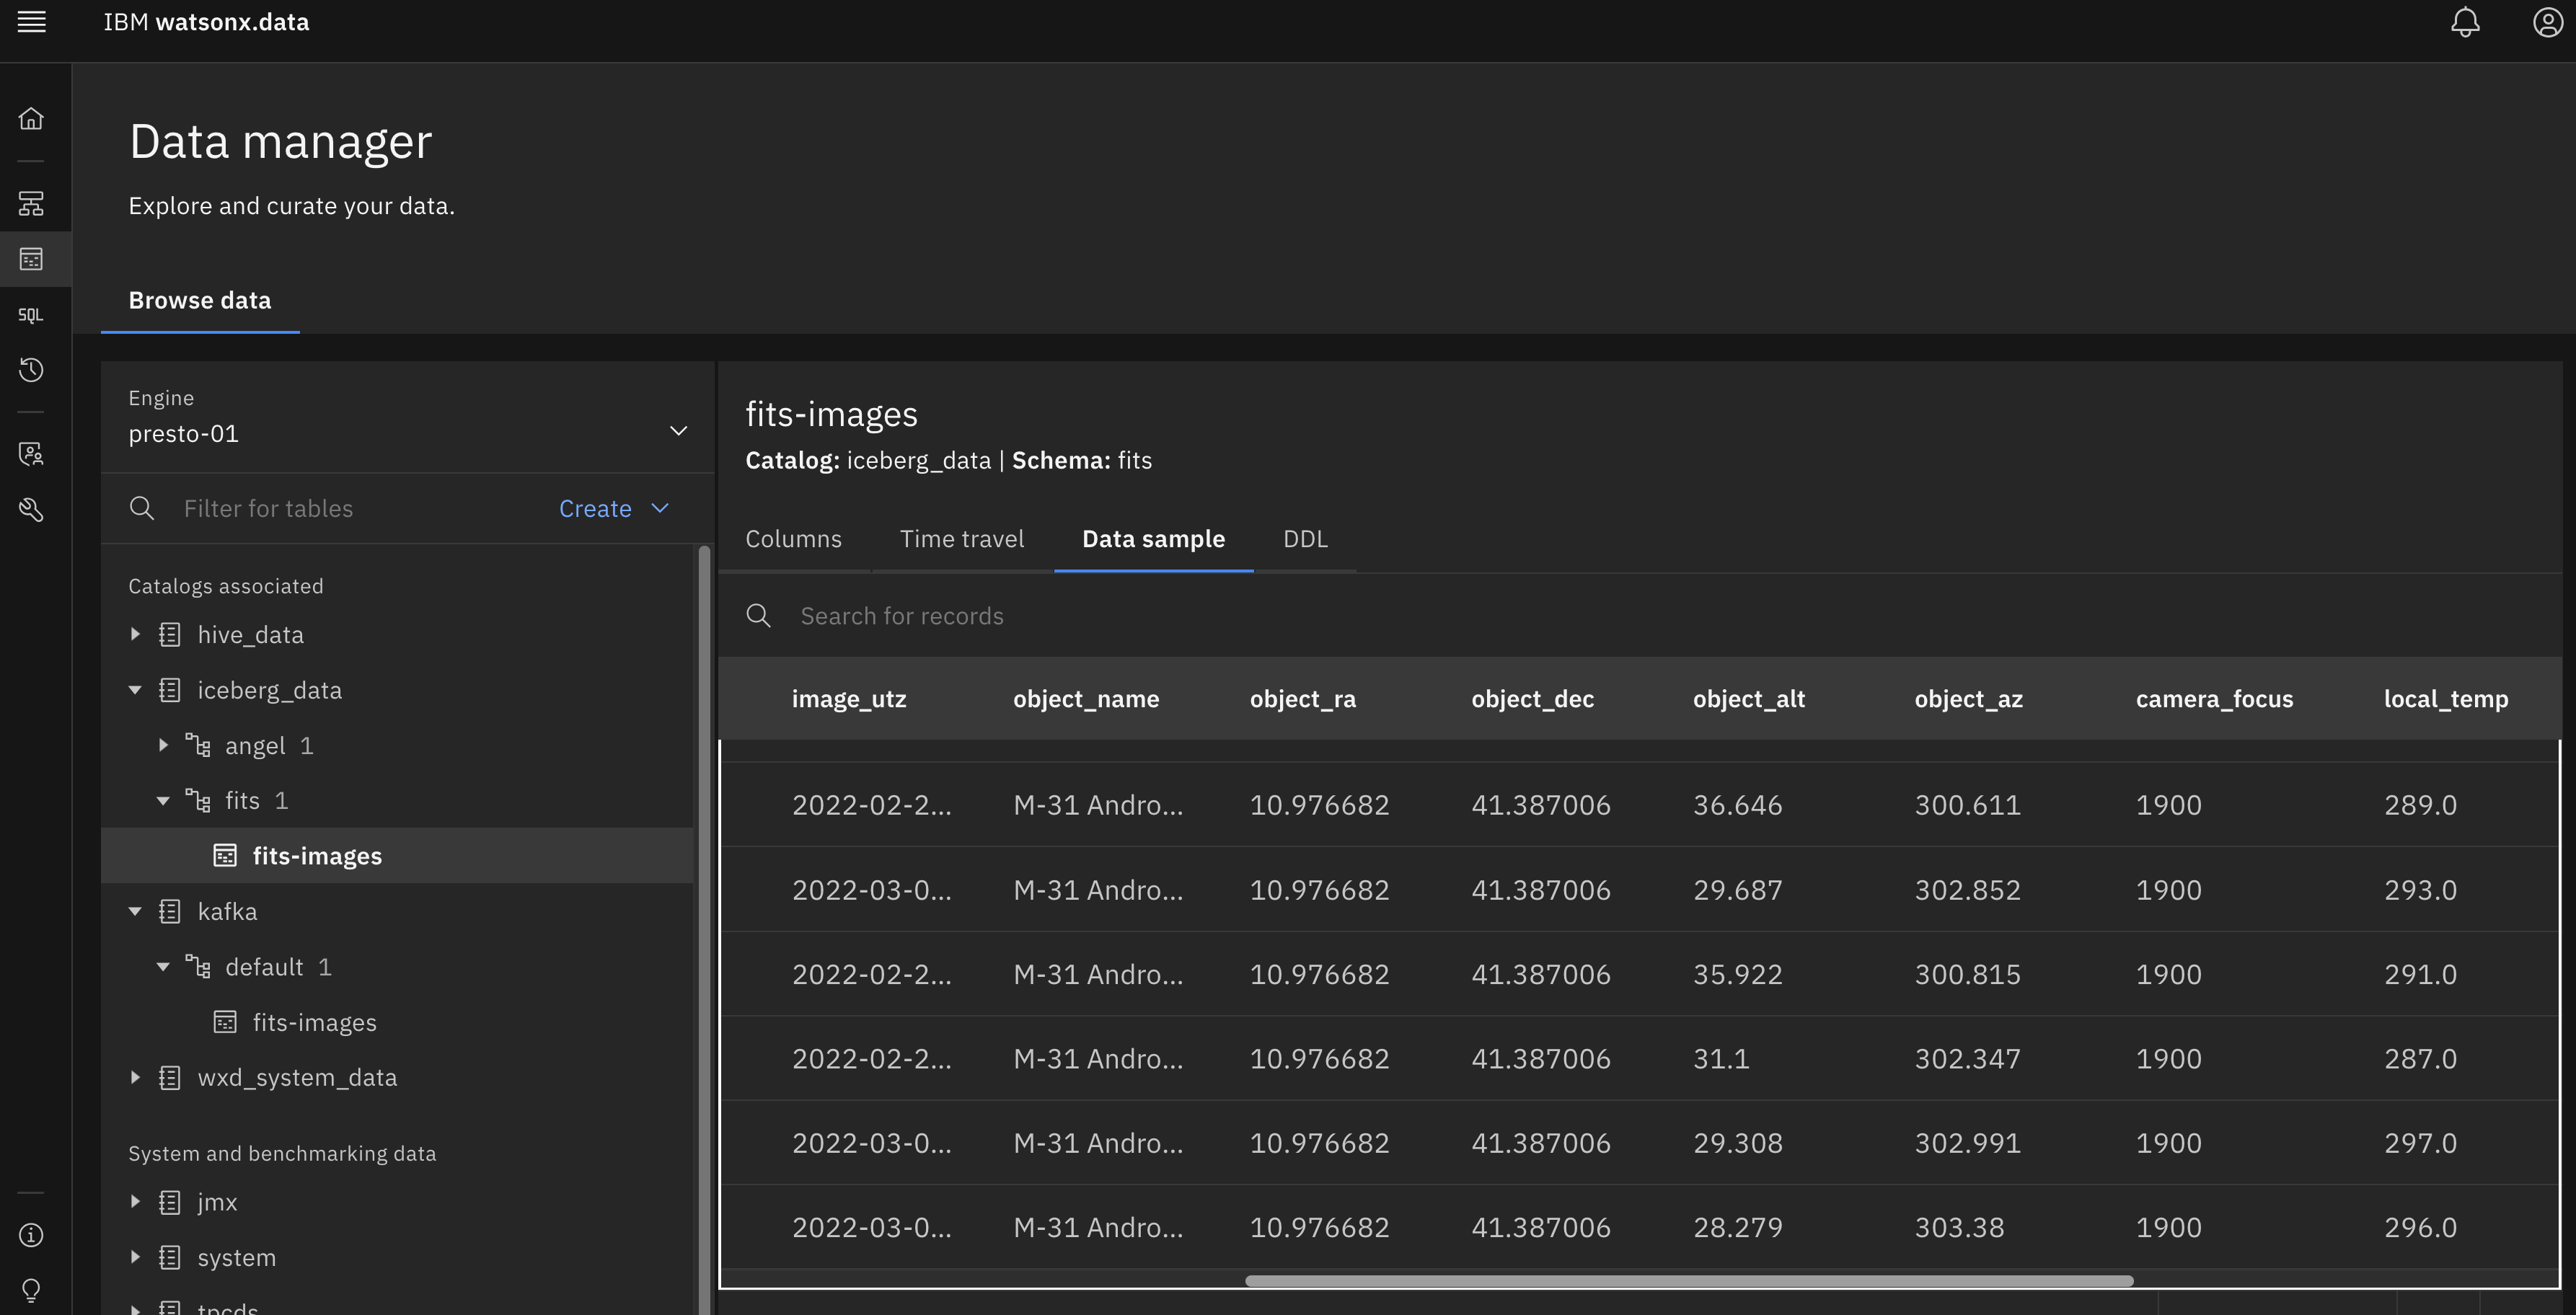 IBM watsonx.data
Data manager
Explore and curate your data.
SQL
Browse data
Engine
presto-01
Filter for tables
Create
Catalogs associated
hive_data
iceberg_data
angel 1
fits 1
fits-images
kafka
default 1
fits-images
wxd_system_data
System and benchmarking data
jmx
system
tpcds
fits-images
Catalog: iceberg_data | Schema: fits
Columns Time travel Data sample DDL
Search for records
image_utz object_name object_ra object_dec object_alt object_az camera_focus local_temp
2022-02-2... M-31 Andro... 10.976682 41.387006 36.646 300.611 1900 289.0
2022-03-0... M-31 Andro... 10.976682 41.387006 29.687 302.852 1900 293.0
2022-02-2... M-31 Andro... 10.976682 41.387006 35.922 300.815 1900 291.0
2022-02-2... M-31 Andro... 10.976682 41.387006 31.1 302.347 1900 287.0
2022-03-0... M-31 Andro... 10.976682 41.387006 29.308 302.991 1900 297.0
2022-03-0... M-31 Andro... 10.976682 41.387006 28.279 303.38 1900 296.0